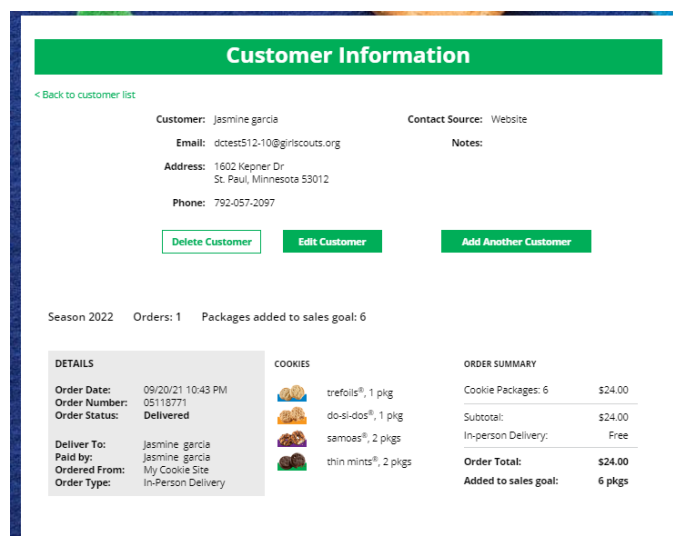 Customer Information
< Back to customer list
Customer: Jasmine garcia Contact Source: Website
Email: dctest512-10@girlscouts.org Notes:
Address: 1602 Kepner Dr
St. Paul, Minnesota 53012
Phone: 792-057-2097
Delete Customer Edit Customer Add Another Customer
Season 2022 Orders: 1 Packages added to sales goal: 6
DETAILS
Order Date: 09/20/21 10:43 PM
Order Number: 05118771
Order Status: Delivered
Deliver To: Jasmine garcia
Paid by: Jasmine garcia
Ordered From: My Cookie Site
Order Type: In-Person Delivery
COOKIES
trefoils®, 1 pkg
do-si-dos®, 1 pkg
samoas®, 2 pkgs
thin mints®, 2 pkgs
ORDER SUMMARY
Cookie Packages: 6 $24.00
Subtotal: $24.00
In-person Delivery: Free
Order Total: $24.00
Added to sales goal: 6 pkgs